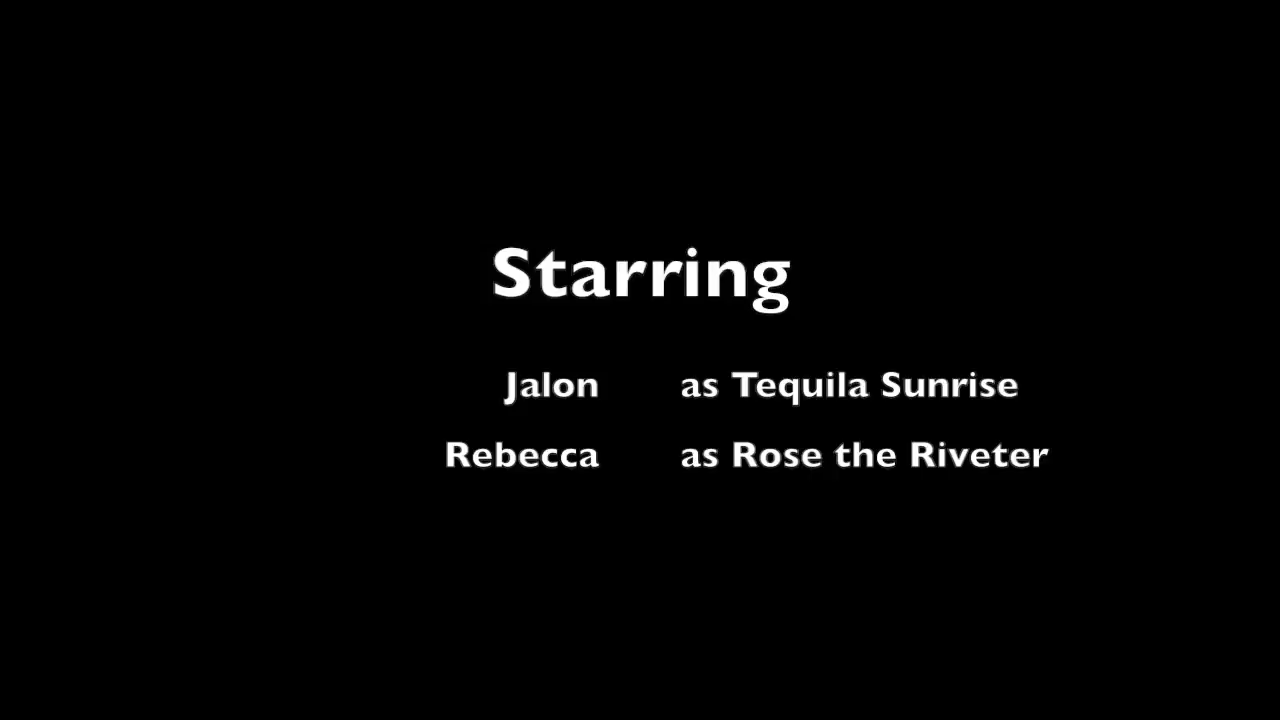 Starring
Jalon as Tequila Sunrise
Rebecca as Rose the Riveter